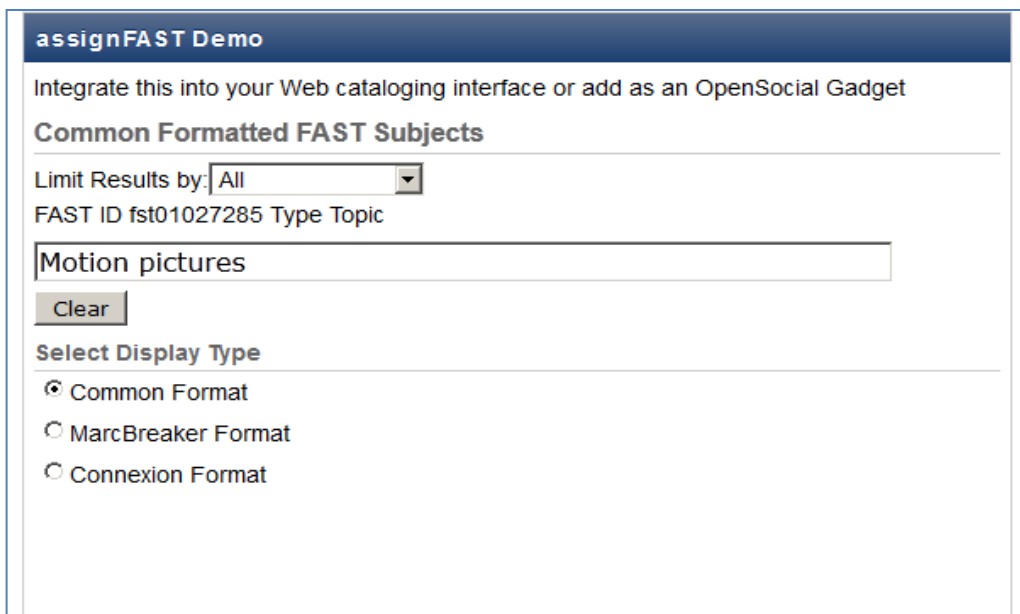 assignFAST Demo
Integrate this into your Web cataloging interface or add as an OpenSocial Gadget
Common Formatted FAST Subjects
Limit Results by: All
FAST ID fst01027285 Type Topic
Motion pictures
Clear
Select Display Type
Common Format
MarcBreaker Format
Connexion Format